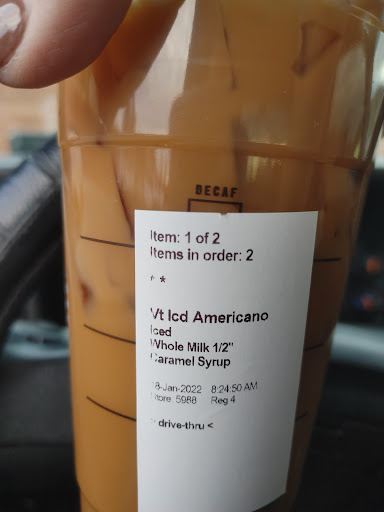 DECAF
Item: 1 of 2
Items in order: 2
* *
Vt Icd Americano
Iced
Whole Milk 1/2"
Caramel Syrup
8-Jan-2022 8:24:50 AM
Store: 5988 Reg 4
> drive-thru <